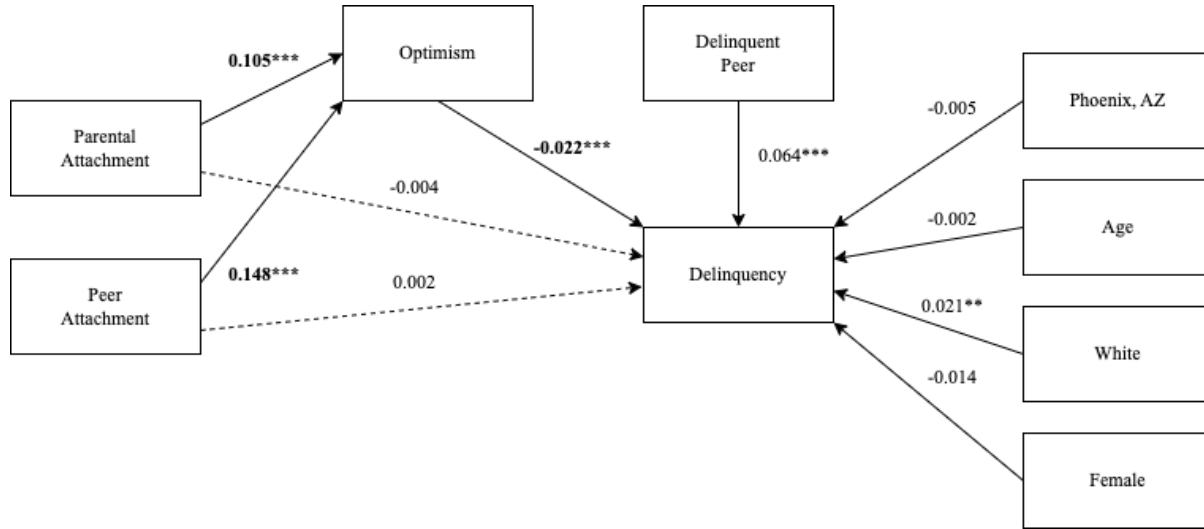 Optimism
Delinquent
Peer
0.105***
Phoenix, AZ
-0.005
Parental
Attachment
-0.022***
0.064***
-0.004
-0.002
Age
Delinquency
0.148***
0.002
Peer
Attachment
0.021**
White
-0.014
Female